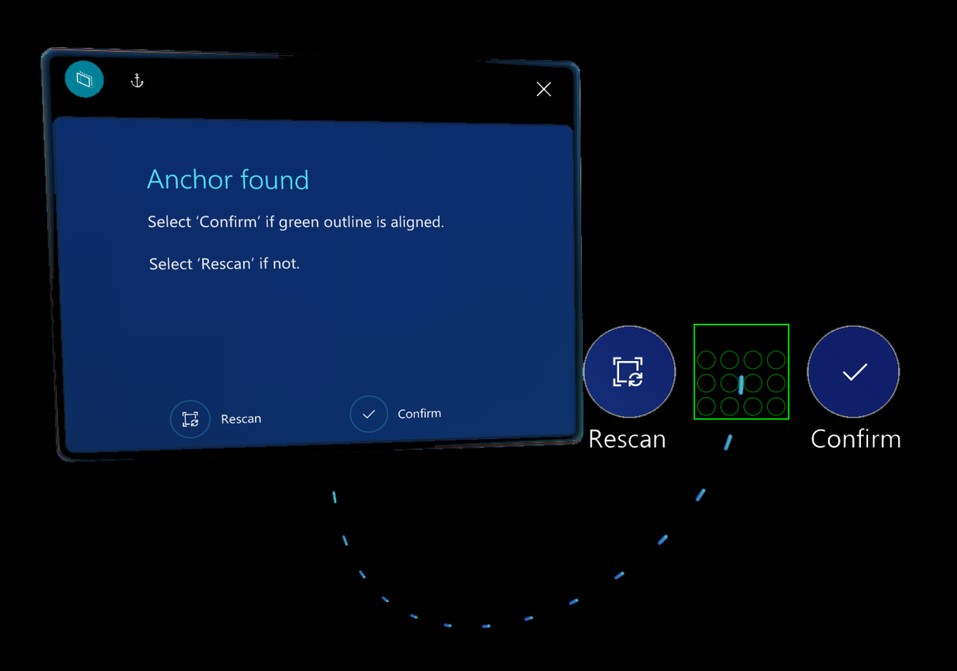 Anchor found
Select ‘Confirm’ if green outline is aligned.
Select ‘Rescan’ if not.
Rescan
Confirm
Rescan
Confirm